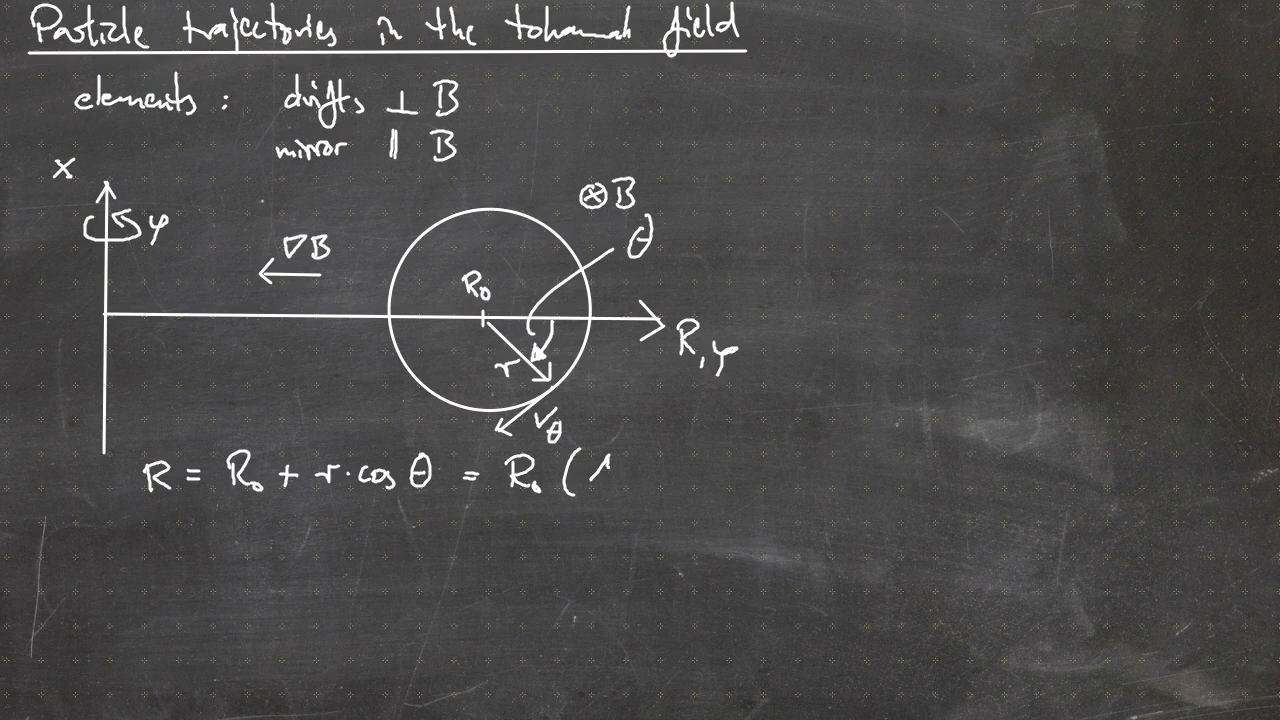 Particle trajectories in the tokamak field
elements : drifts ⊥ B
mirror ∥ B
x
φ
∇B
⊗B
θ
R₀
r
R, y
v_θ
R = R₀ + r · cos θ = R₀ ( 1